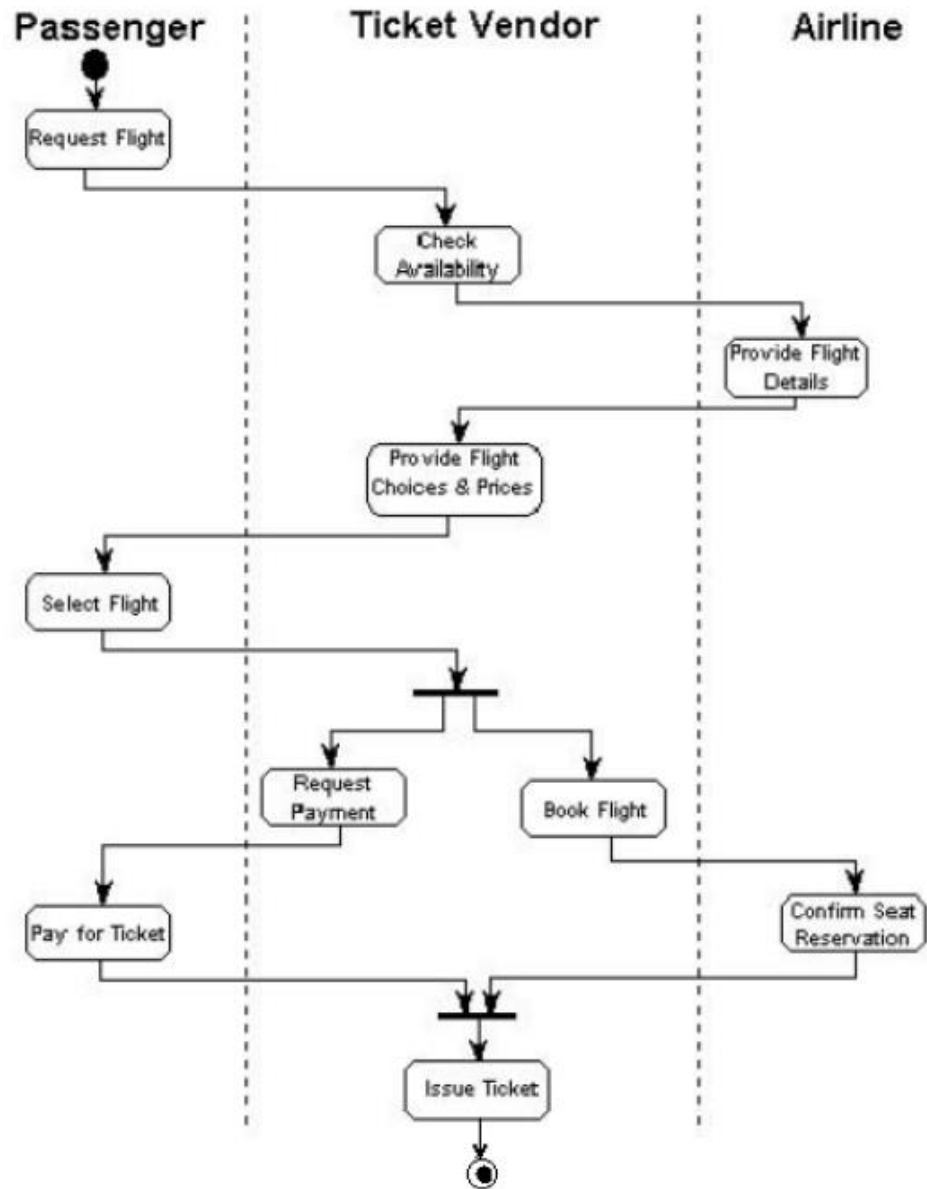 Passenger
Ticket Vendor
Airline
Request Flight
Check
Availability
Provide Flight
Details
Provide Flight
Choices & Prices
Select Flight
Request
Payment
Book Flight
Pay for Ticket
Confirm Seat
Reservation
Issue Ticket